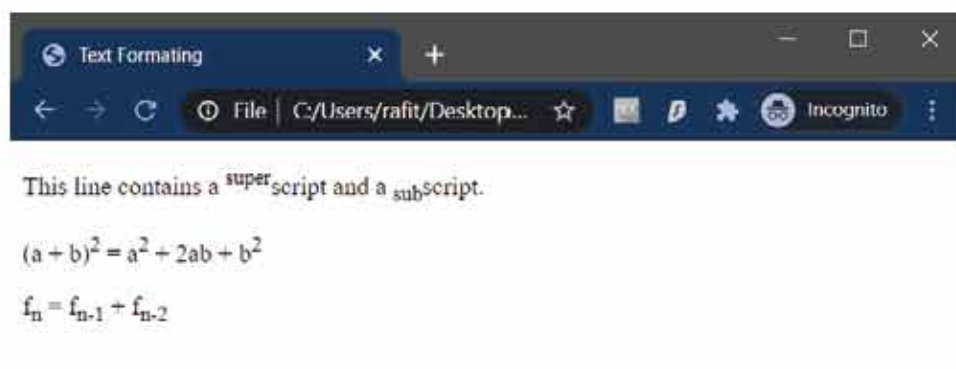 Text Formating
File | C:/Users/rafit/Desktop... Incognito
This line contains a superscript and a subscript.
(a + b)² = a² + 2ab + b²
fₙ = fₙ₋₁ + fₙ₋₂